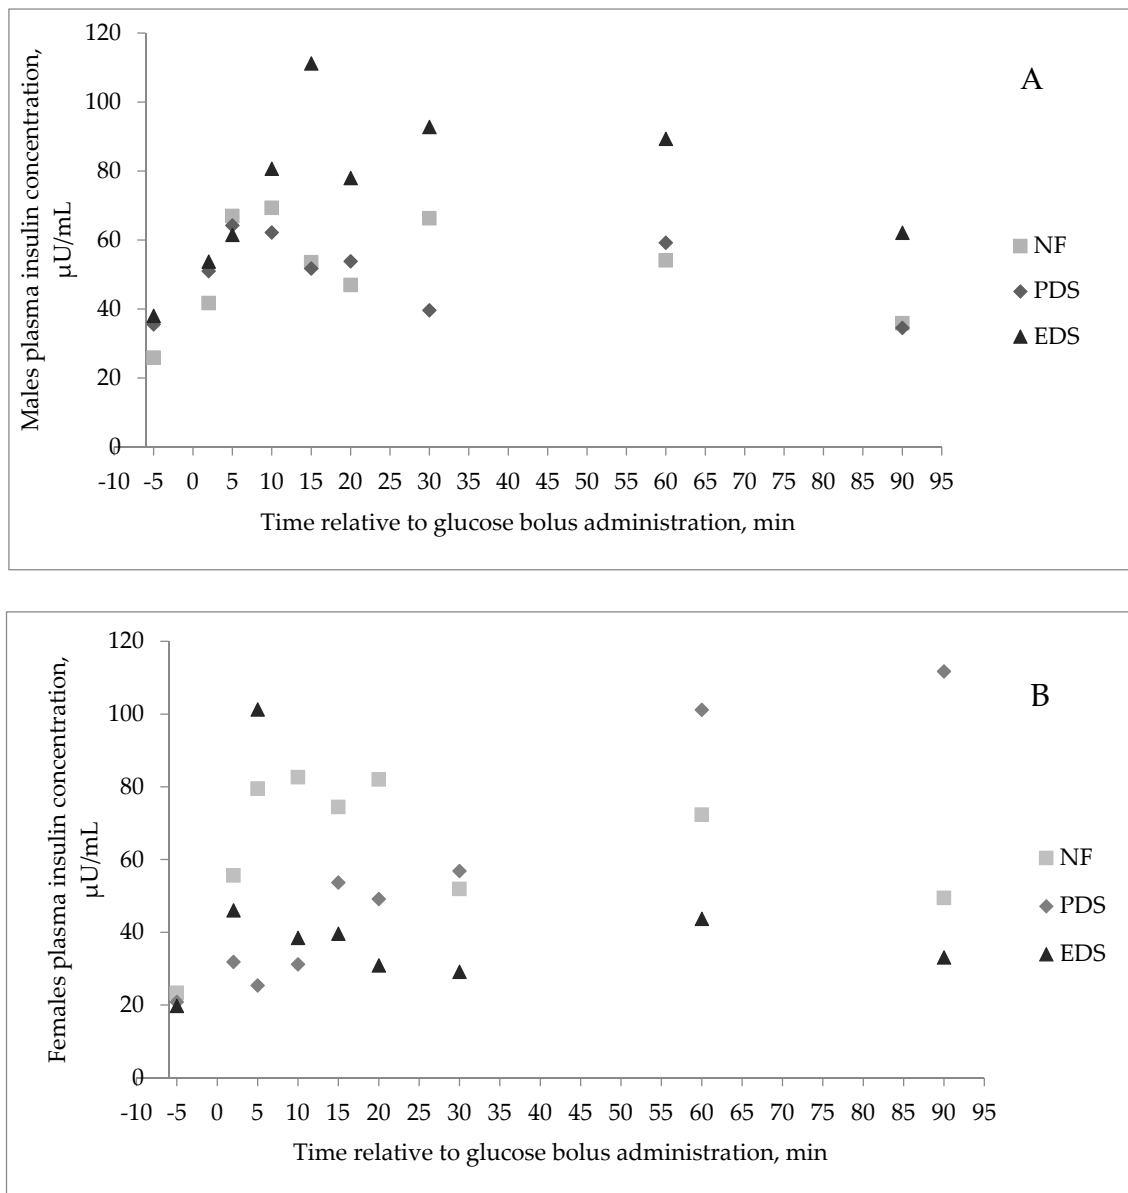 Males plasma insulin concentration,
µU/mL
120
100
80
60
40
20
0
-10 -5 0 5 10 15 20 25 30 35 40 45 50 55 60 65 70 75 80 85 90 95
Time relative to glucose bolus administration, min
A
NF
PDS
EDS
Females plasma insulin concentration,
µU/mL
120
100
80
60
40
20
0
-10 -5 0 5 10 15 20 25 30 35 40 45 50 55 60 65 70 75 80 85 90 95
Time relative to glucose bolus administration, min
B
NF
PDS
EDS